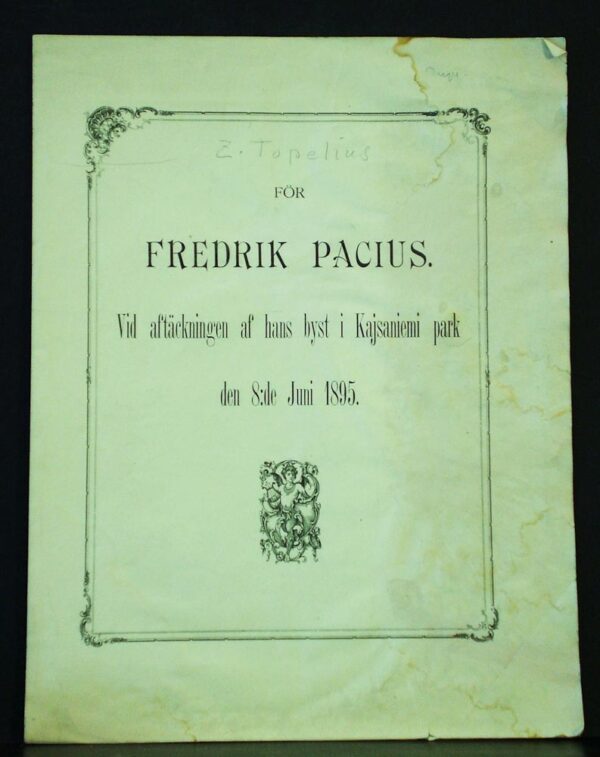 Z. Topelius
FÖR
FREDRIK PACIUS.
Vid aftäckningen af hans byst i Kajsaniemi park
den 8:de Juni 1895.